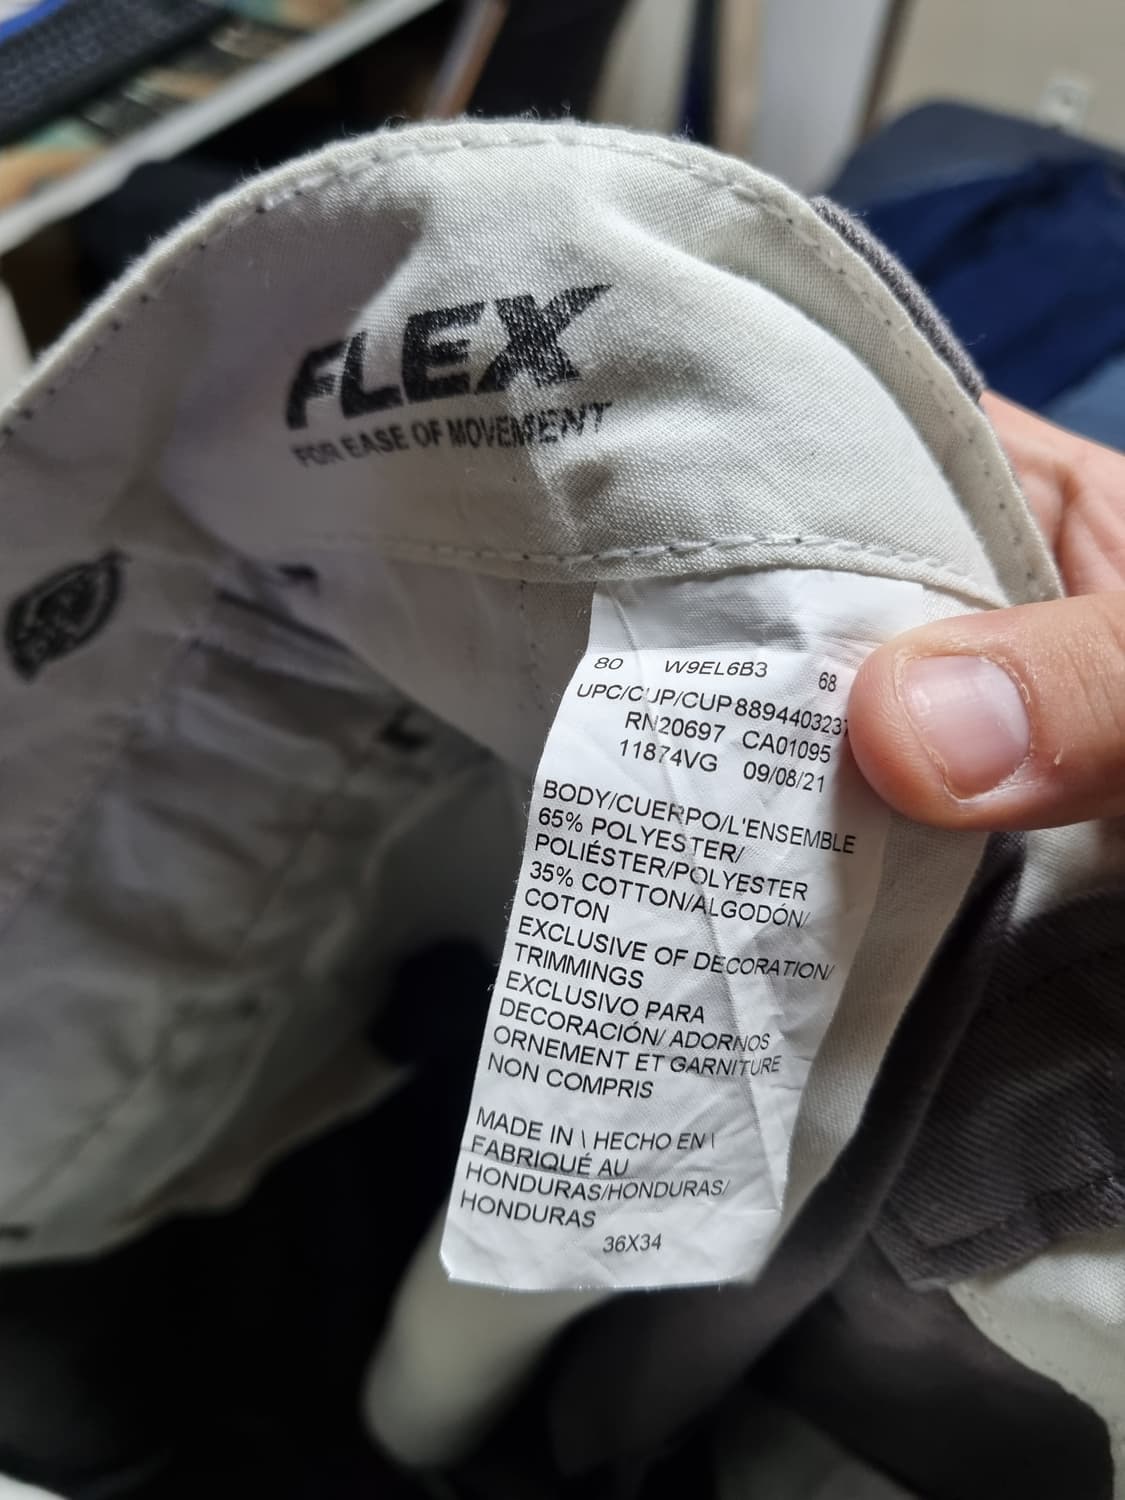 FLEX
FOR EASE OF MOVEMENT
80 W9EL6B3 68
UPC/CUP/CUP 8894403237
RN20697 CA01095
11874VG 09/08/21
BODY/CUERPO/L'ENSEMBLE
65% POLYESTER/
POLIÉSTER/POLYESTER
35% COTTON/ALGODÓN/
COTON
EXCLUSIVE OF DECORATION/
TRIMMINGS
EXCLUSIVO PARA
DECORACIÓN/ ADORNOS
ORNEMENT ET GARNITURE
NON COMPRIS
MADE IN \ HECHO EN \
FABRIQUÉ AU
HONDURAS/HONDURAS/
HONDURAS
36X34